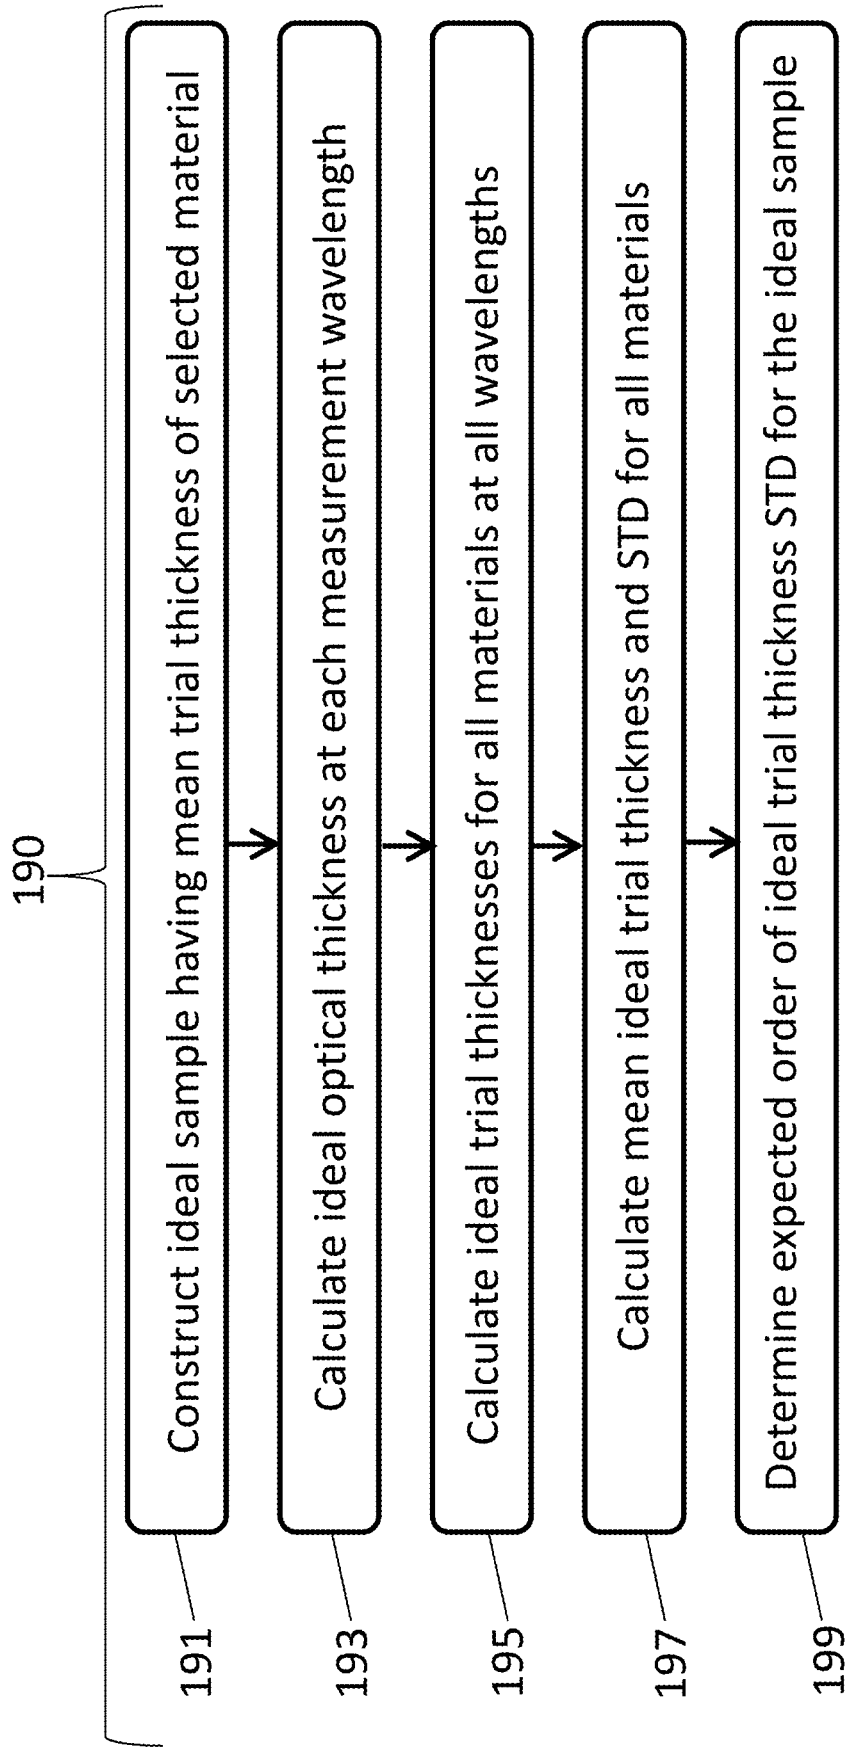 190
191
Construct ideal sample having mean trial thickness of selected material
193
Calculate ideal optical thickness at each measurement wavelength
195
Calculate ideal trial thicknesses for all materials at all wavelengths
197
Calculate mean ideal trial thickness and STD for all materials
199
Determine expected order of ideal trial thickness STD for the ideal sample